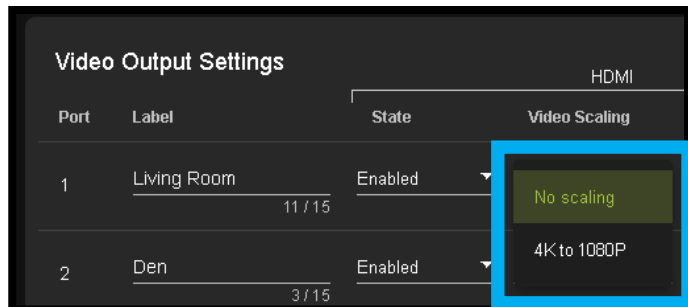 Video Output Settings
HDMI
Port Label State Video Scaling
1 Living Room Enabled No scaling
11 / 15
4K to 1080P
2 Den Enabled
3 / 15